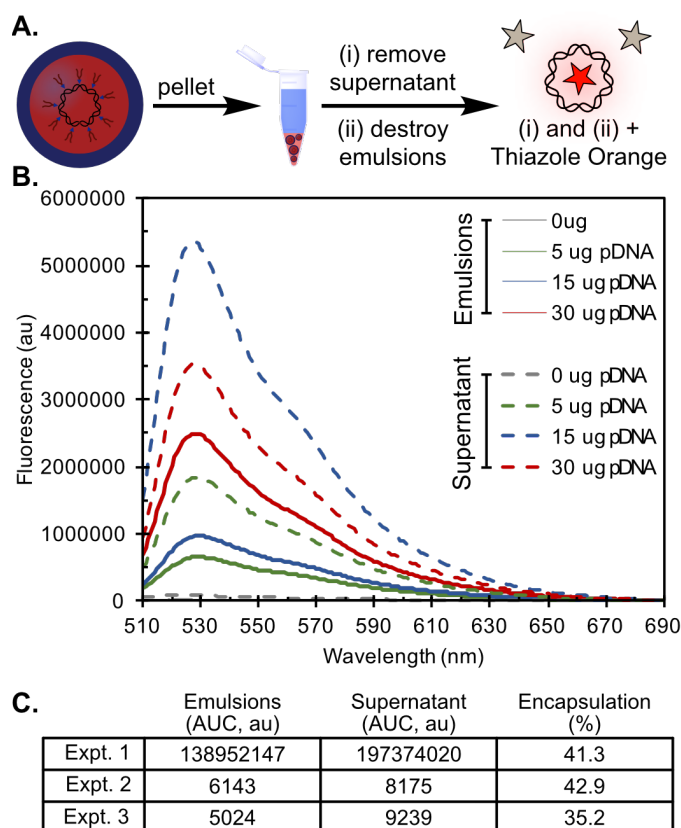 A.
pellet
(i) remove
supernatant
(ii) destroy
emulsions
(i) and (ii) +
Thiazole Orange
B.
Fluorescence (au)
6000000
5000000
4000000
3000000
2000000
1000000
0
510 530 550 570 590 610 630 650 670 690
Wavelength (nm)
Emulsions
0ug
5 ug pDNA
15 ug pDNA
30 ug pDNA
Supernatant
0 ug pDNA
5 ug pDNA
15 ug pDNA
30 ug pDNA
C.
Emulsions (AUC, au) Supernatant (AUC, au) Encapsulation (%)
Expt. 1 138952147 197374020 41.3
Expt. 2 6143 8175 42.9
Expt. 3 5024 9239 35.2